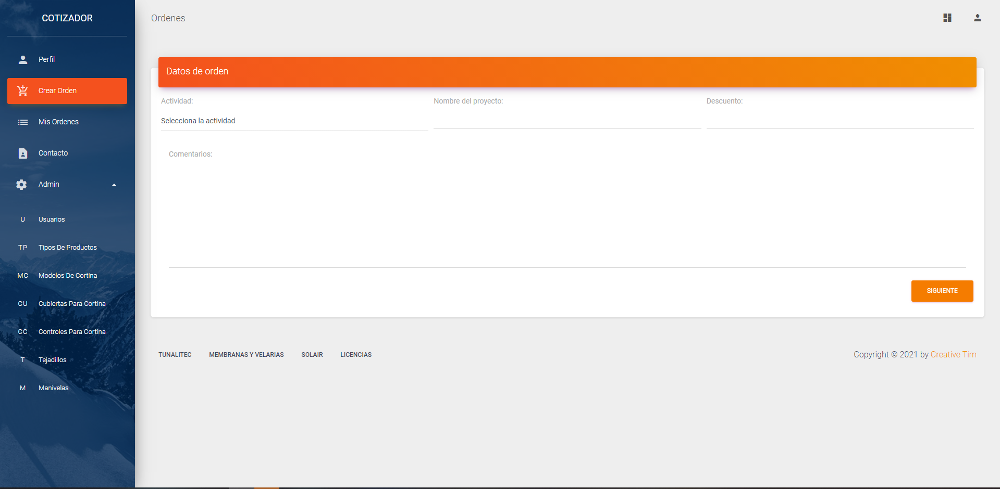 COTIZADOR
Perfil
Crear Orden
Mis Ordenes
Contacto
Admin
U Usuarios
TP Tipos De Productos
MC Modelos De Cortina
CU Cubiertas Para Cortina
CC Controles Para Cortina
T Tejadillos
M Manivelas
Ordenes
Datos de orden
Actividad:
Selecciona la actividad
Nombre del proyecto:
Descuento:
Comentarios:
SIGUIENTE
TUNALITEC MEMBRANAS Y VELARIAS SOLAIR LICENCIAS
Copyright © 2021 by Creative Tim